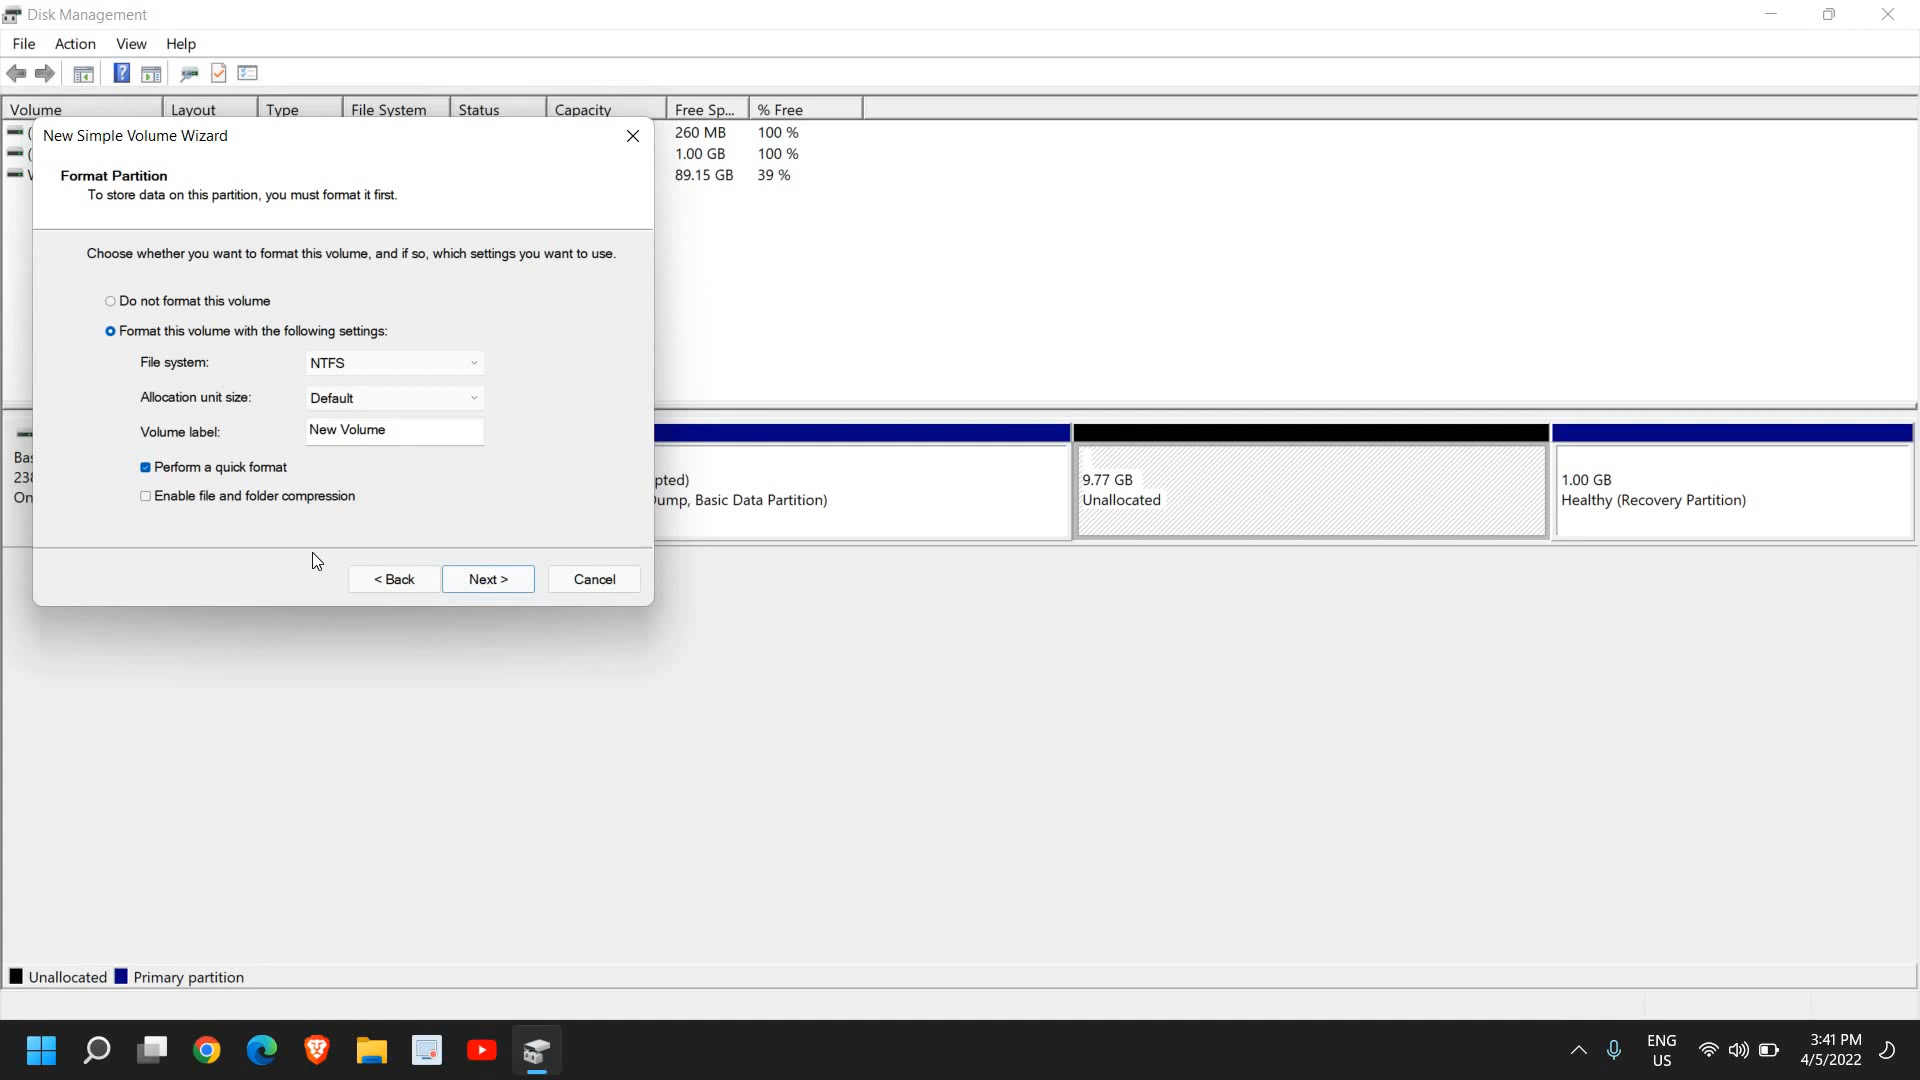 Disk Management
File Action View Help
Volume Layout Type File System Status Capacity Free Sp... % Free
260 MB 100 %
1.00 GB 100 %
89.15 GB 39 %
New Simple Volume Wizard
Format Partition
To store data on this partition, you must format it first.
Choose whether you want to format this volume, and if so, which settings you want to use.
Do not format this volume
Format this volume with the following settings:
File system: NTFS
Allocation unit size: Default
Volume label: New Volume
Perform a quick format
Enable file and folder compression
< Back Next > Cancel
Bas
238
On
pted)
ump, Basic Data Partition)
9.77 GB
Unallocated
1.00 GB
Healthy (Recovery Partition)
Unallocated Primary partition
ENG
US
3:41 PM
4/5/2022